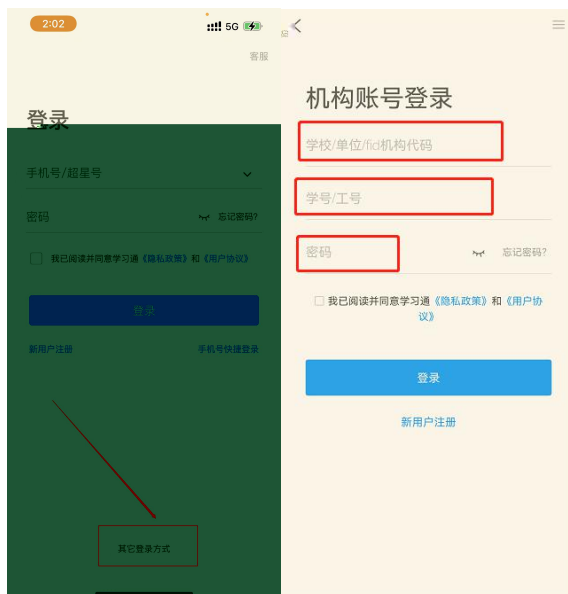 2:02
5G
客服
登录
手机号/超星号
密码
忘记密码?
我已阅读并同意学习通《隐私政策》和《用户协议》
登录
新用户注册
手机号快捷登录
其它登录方式
机构账号登录
学校/单位/fid机构代码
学号/工号
密码
忘记密码?
我已阅读并同意学习通《隐私政策》和《用户协
议》
登录
新用户注册